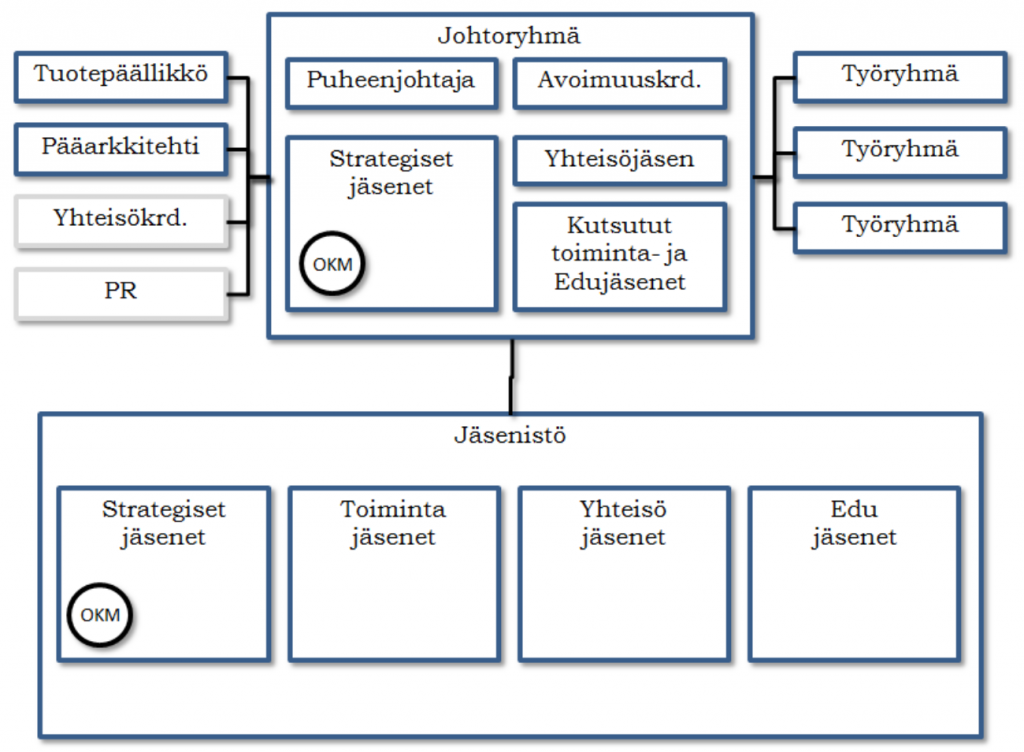 Johtoryhmä
Tuotepäällikkö
Pääarkkitehti
Yhteisökrd.
PR
Puheenjohtaja
Avoimuuskrd.
Strategiset
jäsenet
OKM
Yhteisöjäsen
Kutsutut
toiminta- ja
Edujäsenet
Työryhmä
Työryhmä
Työryhmä
Jäsenistö
Strategiset
jäsenet
OKM
Toiminta
jäsenet
Yhteisö
jäsenet
Edu
jäsenet